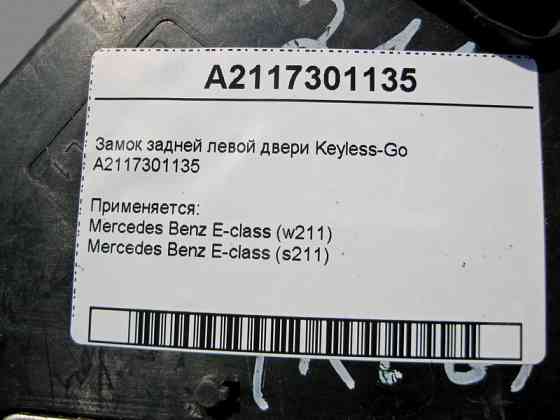 A2117301135
Замок задней левой двери Keyless-Go
A2117301135
Применяется:
Mercedes Benz E-class (w211)
Mercedes Benz E-class (s211)